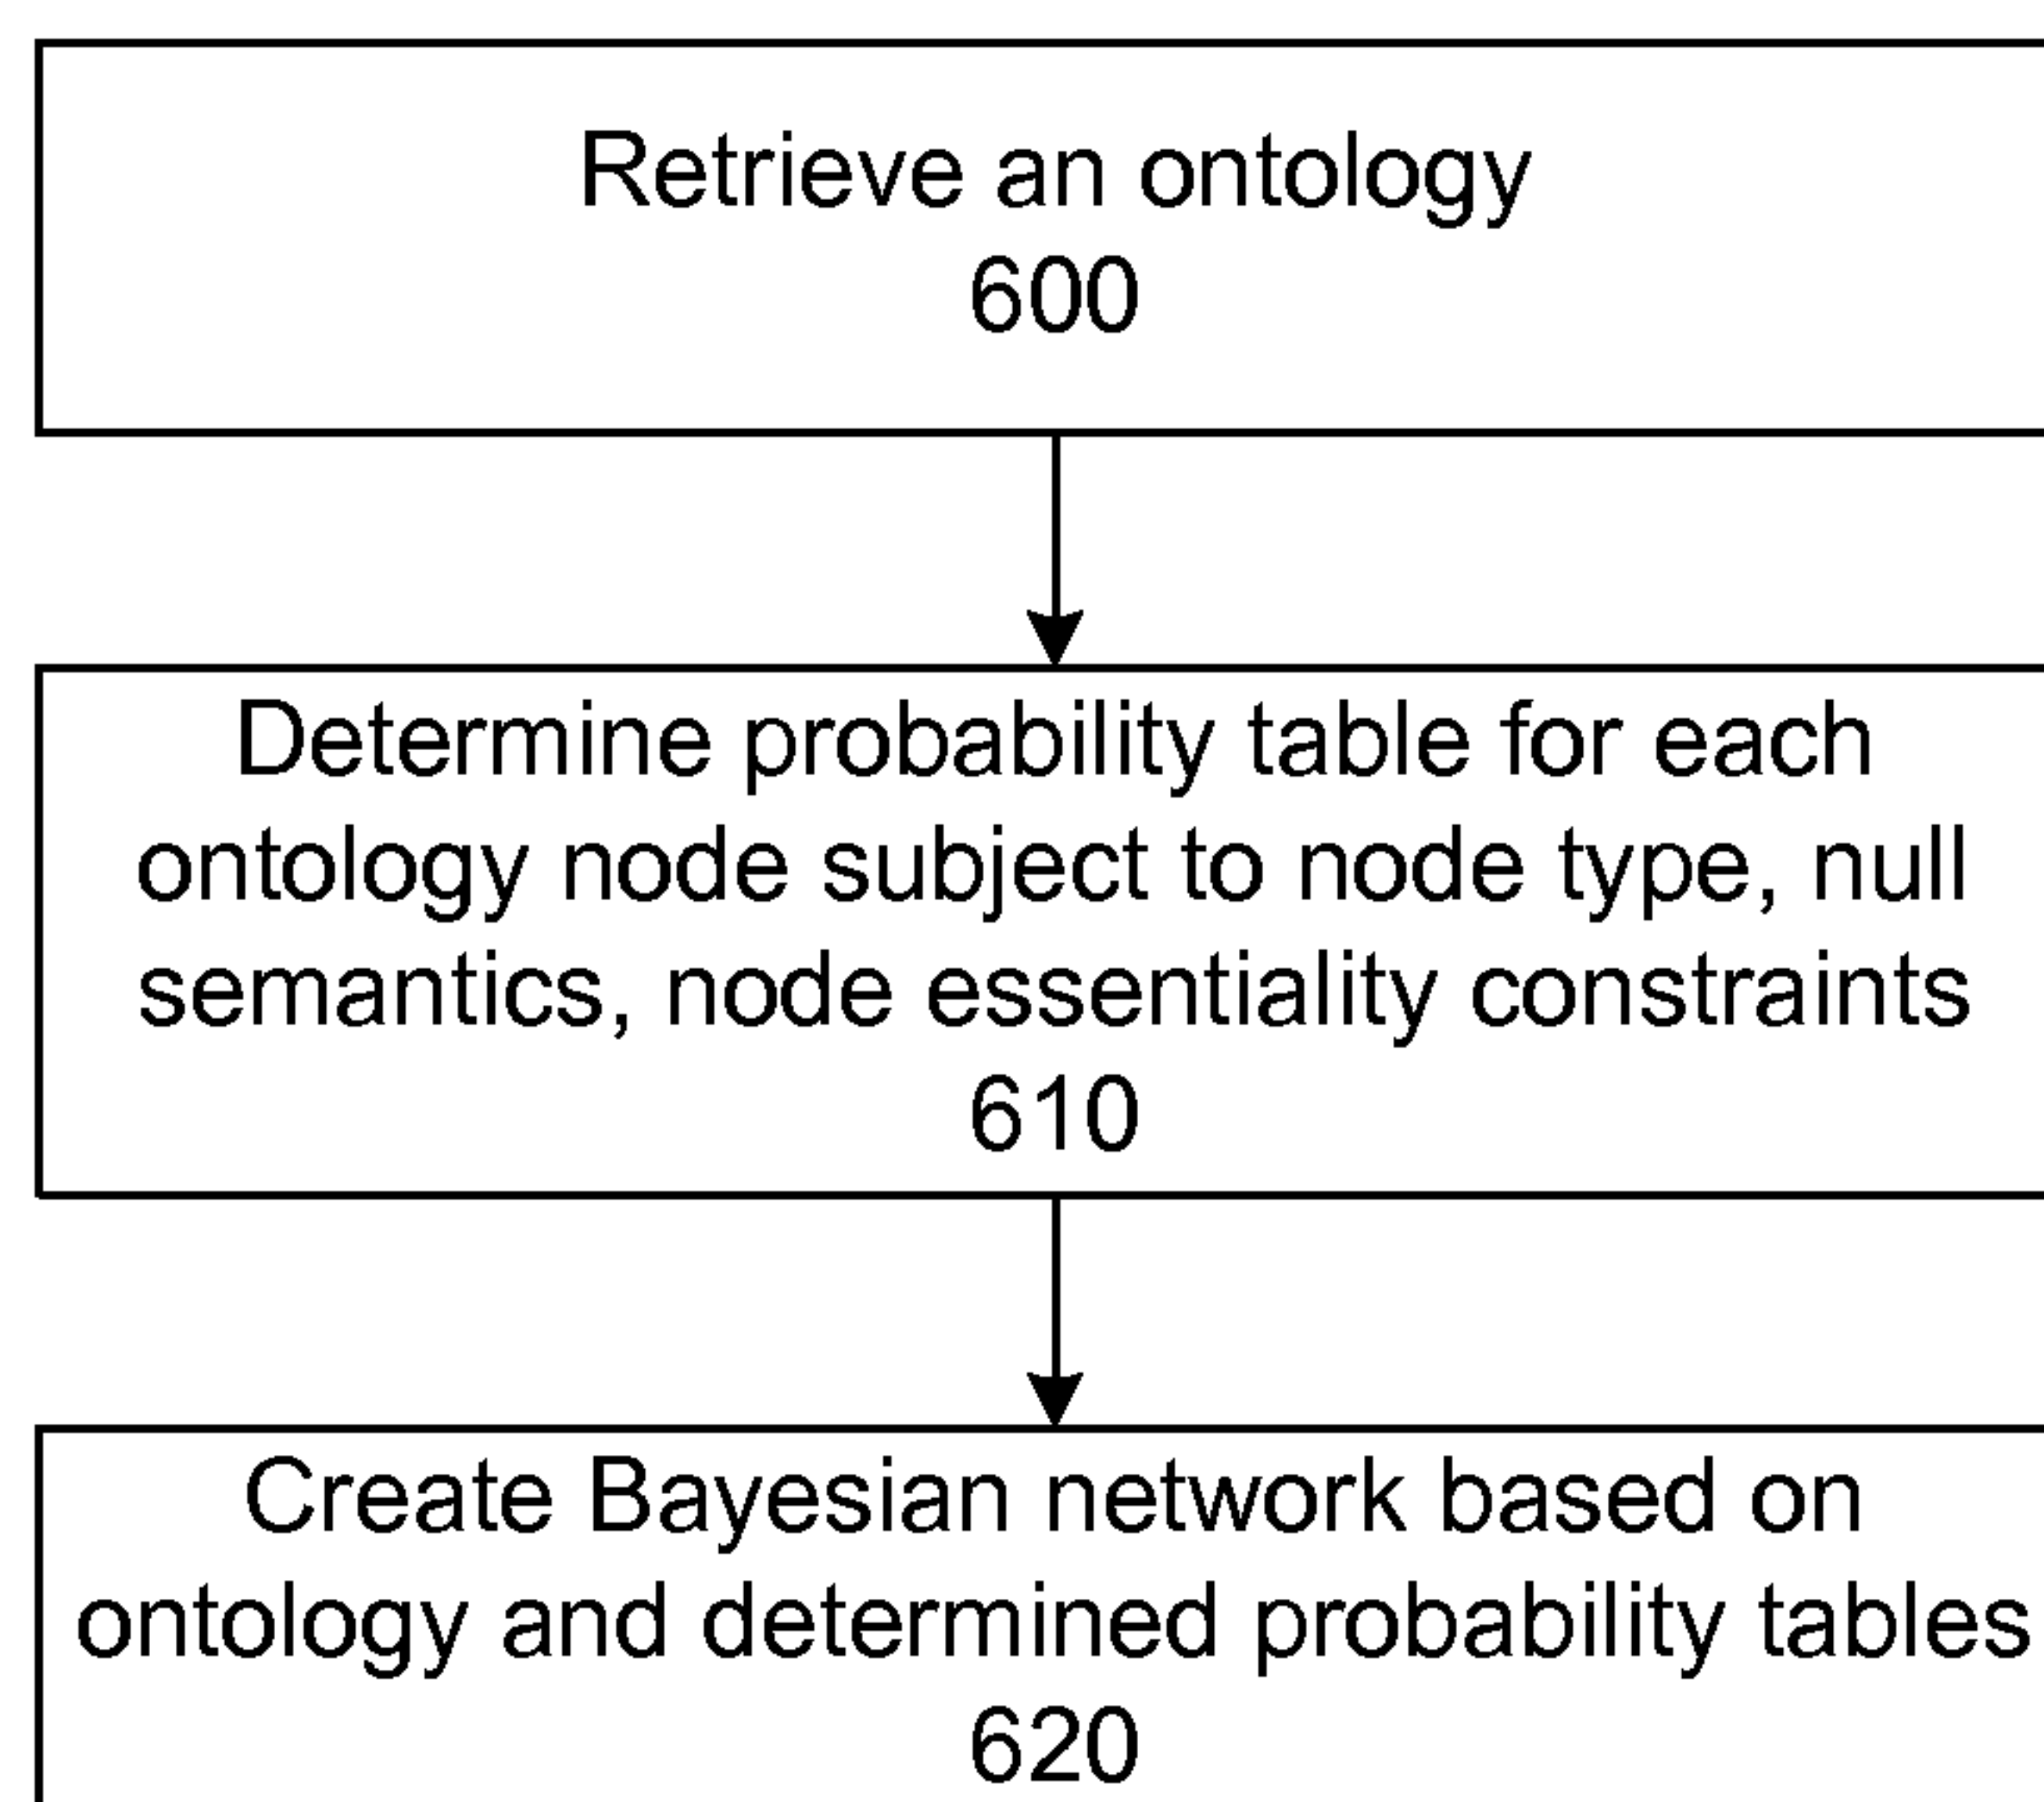 Retrieve an ontology
600
Determine probability table for each
ontology node subject to node type, null
semantics, node essentiality constraints
610
Create Bayesian network based on
ontology and determined probability tables
620